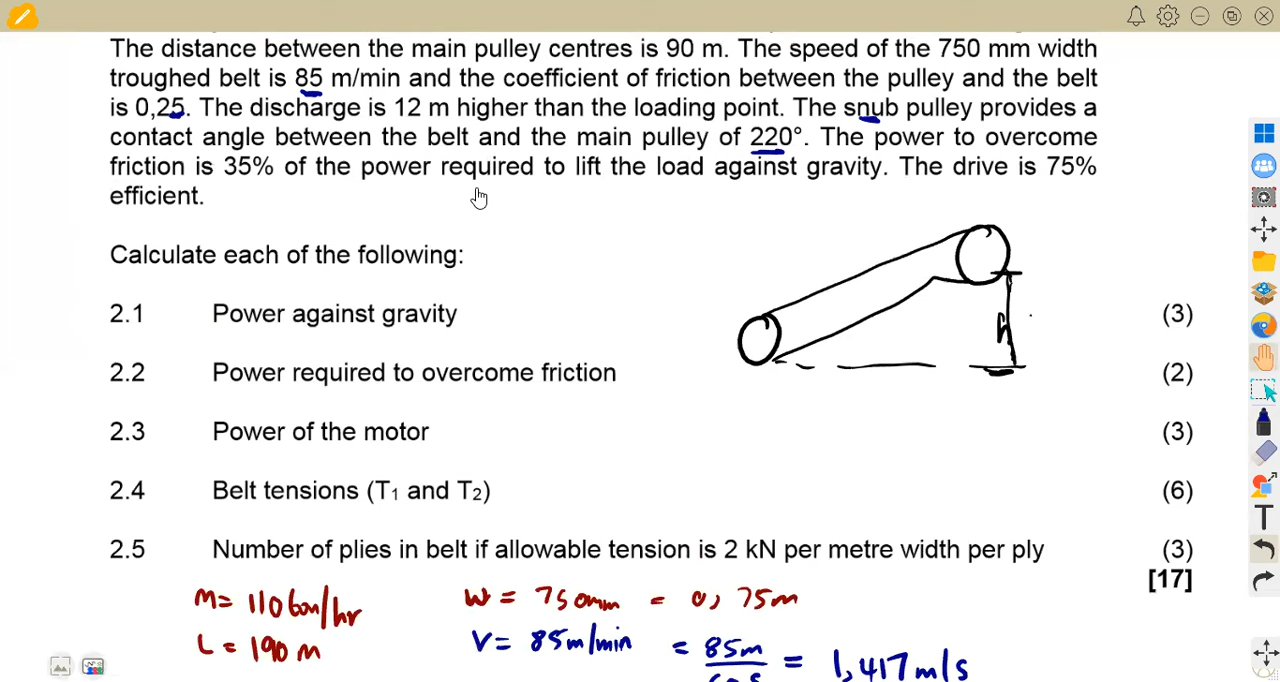 The distance between the main pulley centres is 90 m. The speed of the 750 mm width
troughed belt is 85 m/min and the coefficient of friction between the pulley and the belt
is 0,25. The discharge is 12 m higher than the loading point. The snub pulley provides a
contact angle between the belt and the main pulley of 220°. The power to overcome
friction is 35% of the power required to lift the load against gravity. The drive is 75%
efficient.
Calculate each of the following:
2.1 Power against gravity (3)
h
2.2 Power required to overcome friction (2)
2.3 Power of the motor (3)
2.4 Belt tensions (T₁ and T₂) (6)
2.5 Number of plies in belt if allowable tension is 2 kN per metre width per ply (3)
[17]
M= 110ton/hr W = 750mm = 0,75m
L = 190 m V= 85m/min = 85m = 1,417m/s
T